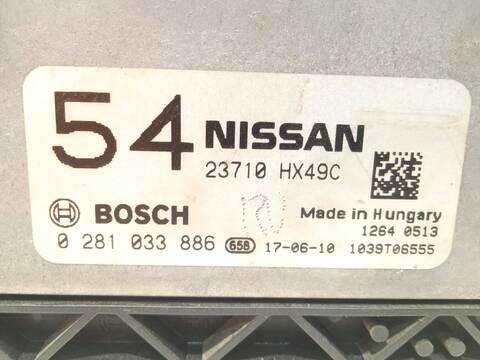 54 NISSAN
23710 HX49C
BOSCH Made in Hungary
1264 0513
0 281 033 886 658 17-06-10 1039T06555